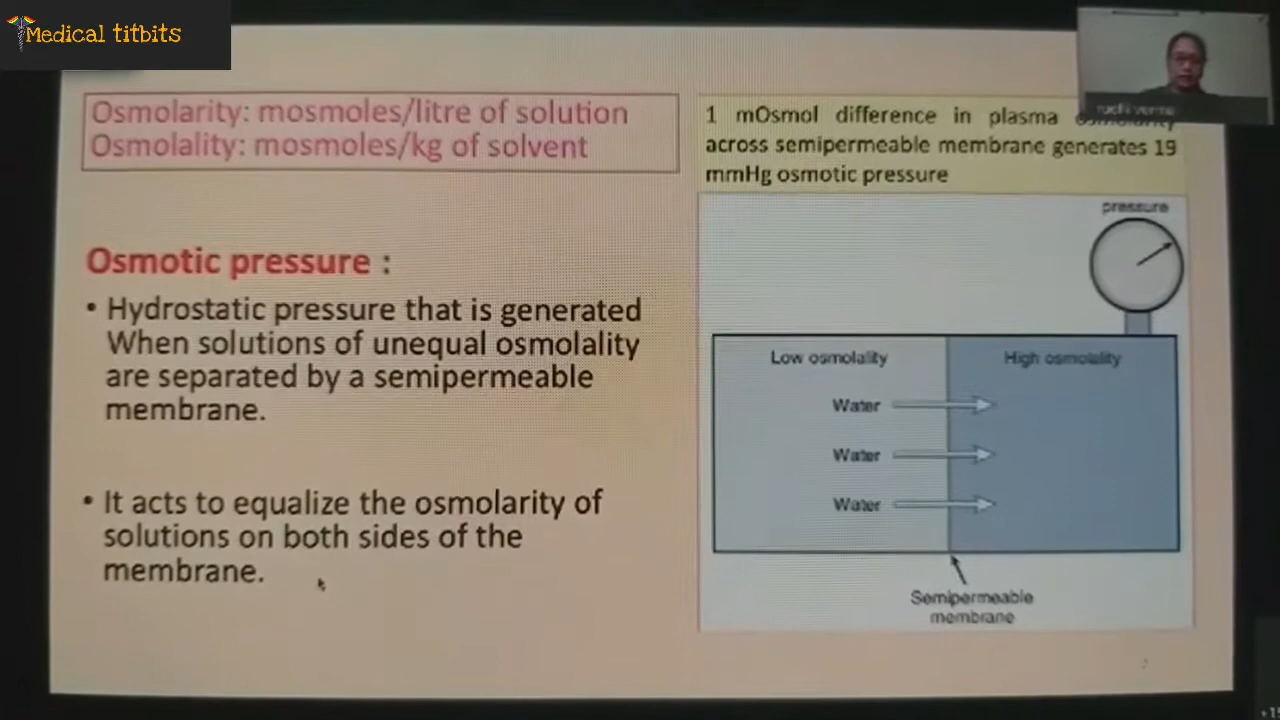 Medical titbits
Osmolarity: mosmoles/litre of solution
Osmolality: mosmoles/kg of solvent
Osmotic pressure :
• Hydrostatic pressure that is generated
When solutions of unequal osmolality
are separated by a semipermeable
membrane.
• It acts to equalize the osmolarity of
solutions on both sides of the
membrane.
1 mOsmol difference in plasma
across semipermeable membrane generates 19
mmHg osmotic pressure
pressure
Low osmolality
High osmolality
Water
Water
Water
Semipermeable
membrane